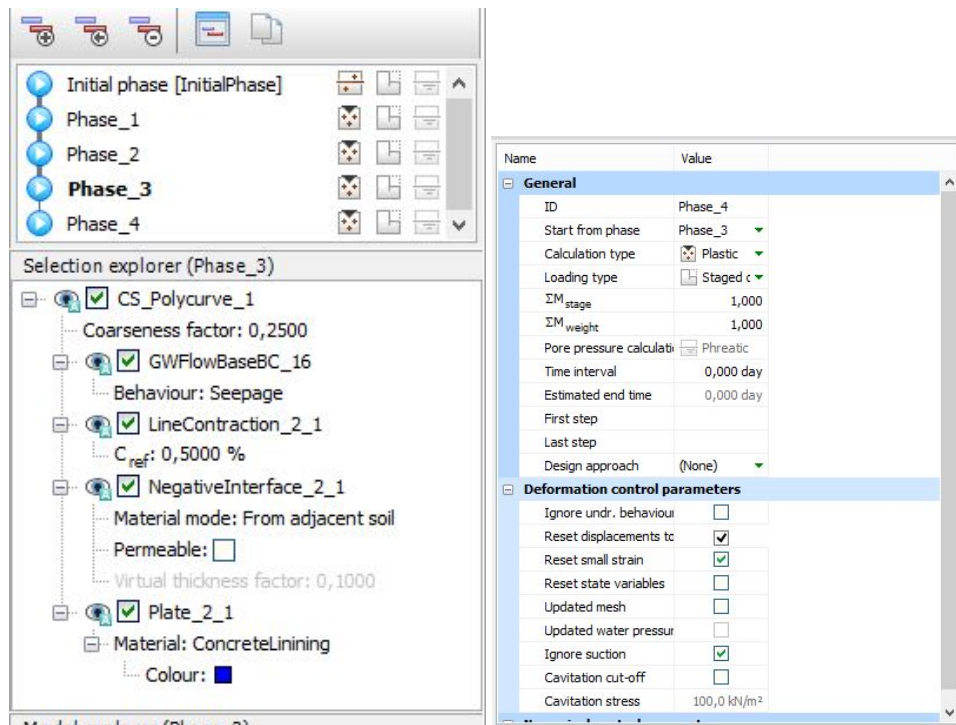 Initial phase [InitialPhase]
Phase_1
Phase_2
Phase_3
Phase_4
Selection explorer (Phase_3)
CS_Polycurve_1
Coarseness factor: 0,2500
GWFlowBaseBC_16
Behaviour: Seepage
LineContraction_2_1
Cref: 0,5000 %
NegativeInterface_2_1
Material mode: From adjacent soil
Permeable:
Virtual thickness factor: 0,1000
Plate_2_1
Material: ConcreteLinining
Colour:
Name Value
General
ID Phase_4
Start from phase Phase_3
Calculation type Plastic
Loading type Staged c
ΣMstage 1,000
ΣMweight 1,000
Pore pressure calculati Phreatic
Time interval 0,000 day
Estimated end time 0,000 day
First step
Last step
Design approach (None)
Deformation control parameters
Ignore undr. behaviour
Reset displacements to
Reset small strain
Reset state variables
Updated mesh
Updated water pressur
Ignore suction
Cavitation cut-off
Cavitation stress 100,0 kN/m²